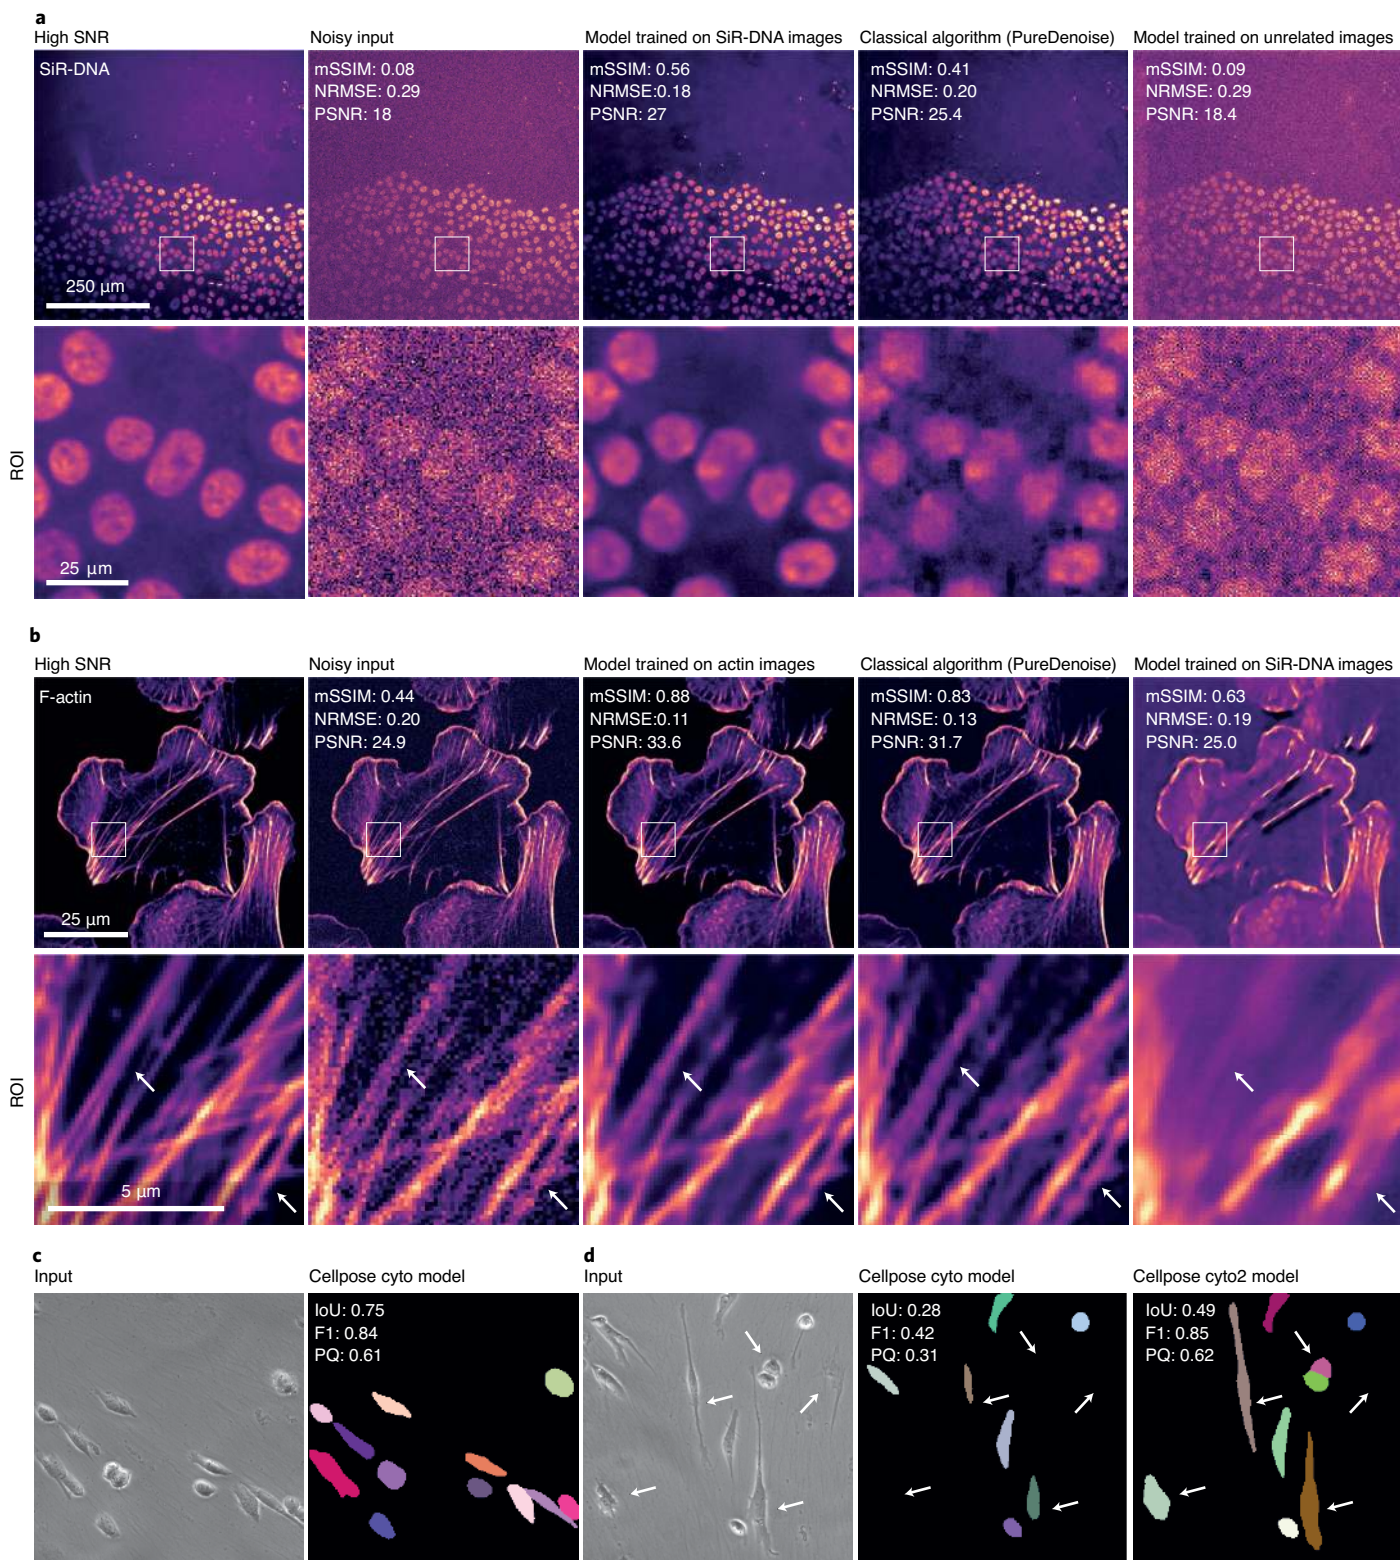 a
High SNR
Noisy input
Model trained on SiR-DNA images
Classical algorithm (PureDenoise)
Model trained on unrelated images
SiR-DNA
mSSIM: 0.08
NRMSE: 0.29
PSNR: 18
mSSIM: 0.56
NRMSE:0.18
PSNR: 27
mSSIM: 0.41
NRMSE: 0.20
PSNR: 25.4
mSSIM: 0.09
NRMSE: 0.29
PSNR: 18.4
250 µm
ROI
25 µm
b
High SNR
Noisy input
Model trained on actin images
Classical algorithm (PureDenoise)
Model trained on SiR-DNA images
F-actin
mSSIM: 0.44
NRMSE: 0.20
PSNR: 24.9
mSSIM: 0.88
NRMSE:0.11
PSNR: 33.6
mSSIM: 0.83
NRMSE: 0.13
PSNR: 31.7
mSSIM: 0.63
NRMSE: 0.19
PSNR: 25.0
25 µm
ROI
5 µm
c
Input
Cellpose cyto model
IoU: 0.75
F1: 0.84
PQ: 0.61
d
Input
Cellpose cyto model
Cellpose cyto2 model
IoU: 0.28
F1: 0.42
PQ: 0.31
IoU: 0.49
F1: 0.85
PQ: 0.62